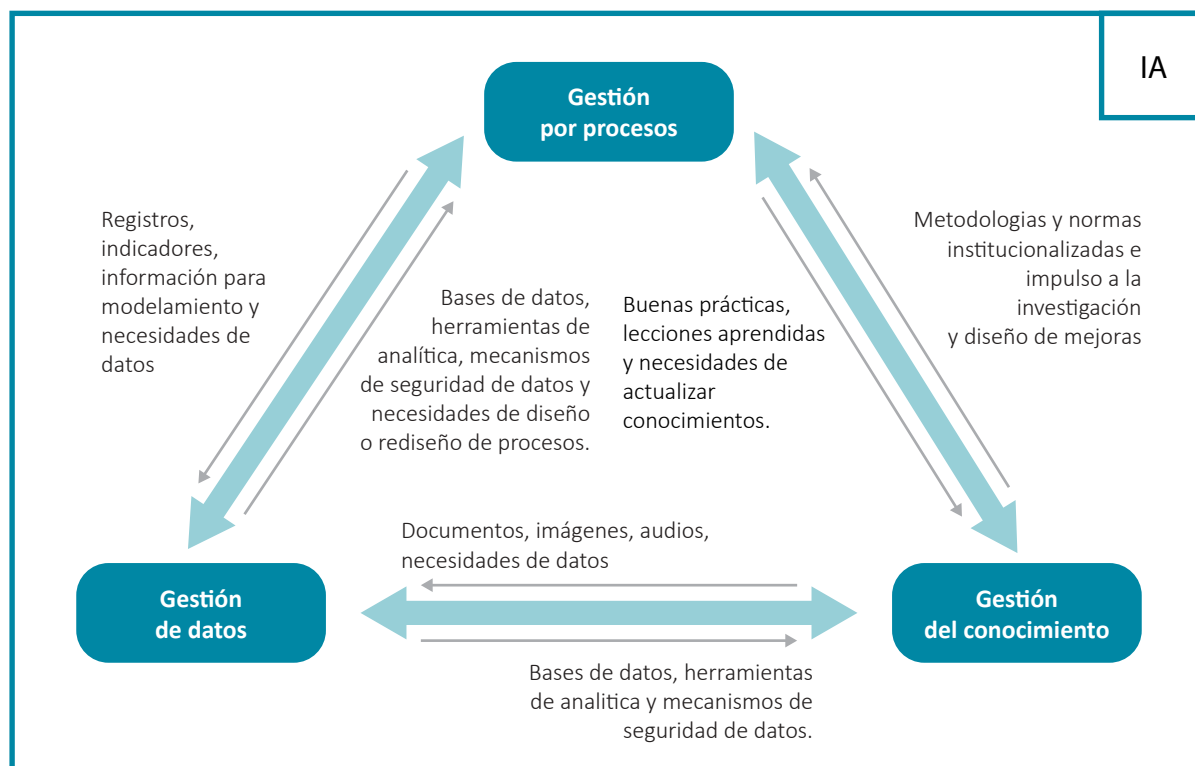 IA
Gestión
por procesos
Registros,
indicadores,
información para
modelamiento y
necesidades de
datos
Bases de datos,
herramientas de
analítica, mecanismos
de seguridad de datos y
necesidades de diseño
o rediseño de procesos.
Buenas prácticas,
lecciones aprendidas
y necesidades de
actualizar
conocimientos.
Metodologias y normas
institucionalizadas e
impulso a la
investigación
y diseño de mejoras
Documentos, imágenes, audios,
necesidades de datos
Gestión
de datos
Gestión
del conocimiento
Bases de datos, herramientas
de analitica y mecanismos de
seguridad de datos.